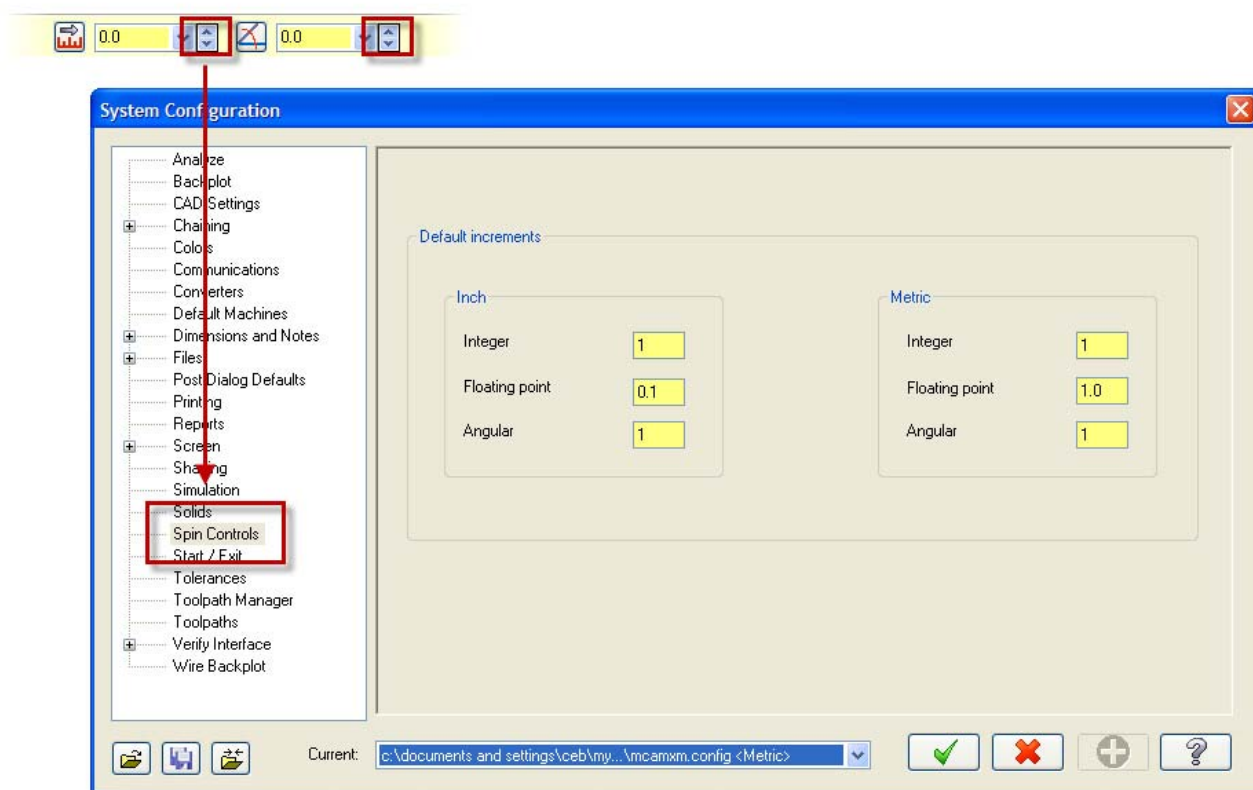 0.0 0.0
System Configuration
Analyze
Backplot
CAD Settings
Chaining
Colors
Communications
Converters
Default Machines
Dimensions and Notes
Files
Post Dialog Defaults
Printing
Reports
Screen
Shading
Simulation
Solids
Spin Controls
Start / Exit
Tolerances
Toolpath Manager
Toolpaths
Verify Interface
Wire Backplot
Default increments
Inch
Integer 1
Floating point 0.1
Angular 1
Metric
Integer 1
Floating point 1.0
Angular 1
Current: c:\documents and settings\ceb\my...\mcamxm.config <Metric>